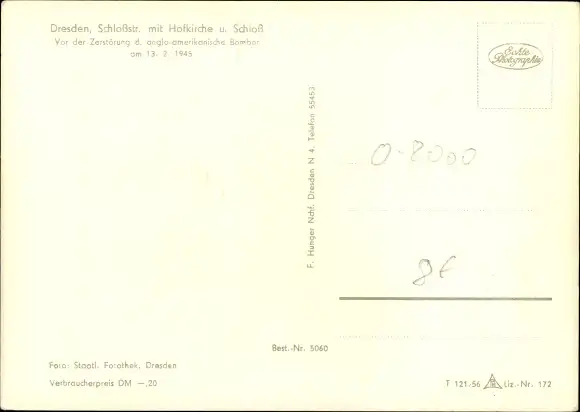 Dresden, Schloßstr. mit Hofkirche u. Schloß
Vor der Zerstörung d. anglo-amerikanische Bomber
am 13. 2. 1945
Echte
Photographie
F. Hunger Nchf. Dresden N 4, Telefon 55453
0-8000
8€
Best.-Nr. 5060
Foto: Staatl. Fotothek, Dresden
Verbraucherpreis DM —,20
T 121-56 Liz.-Nr. 172